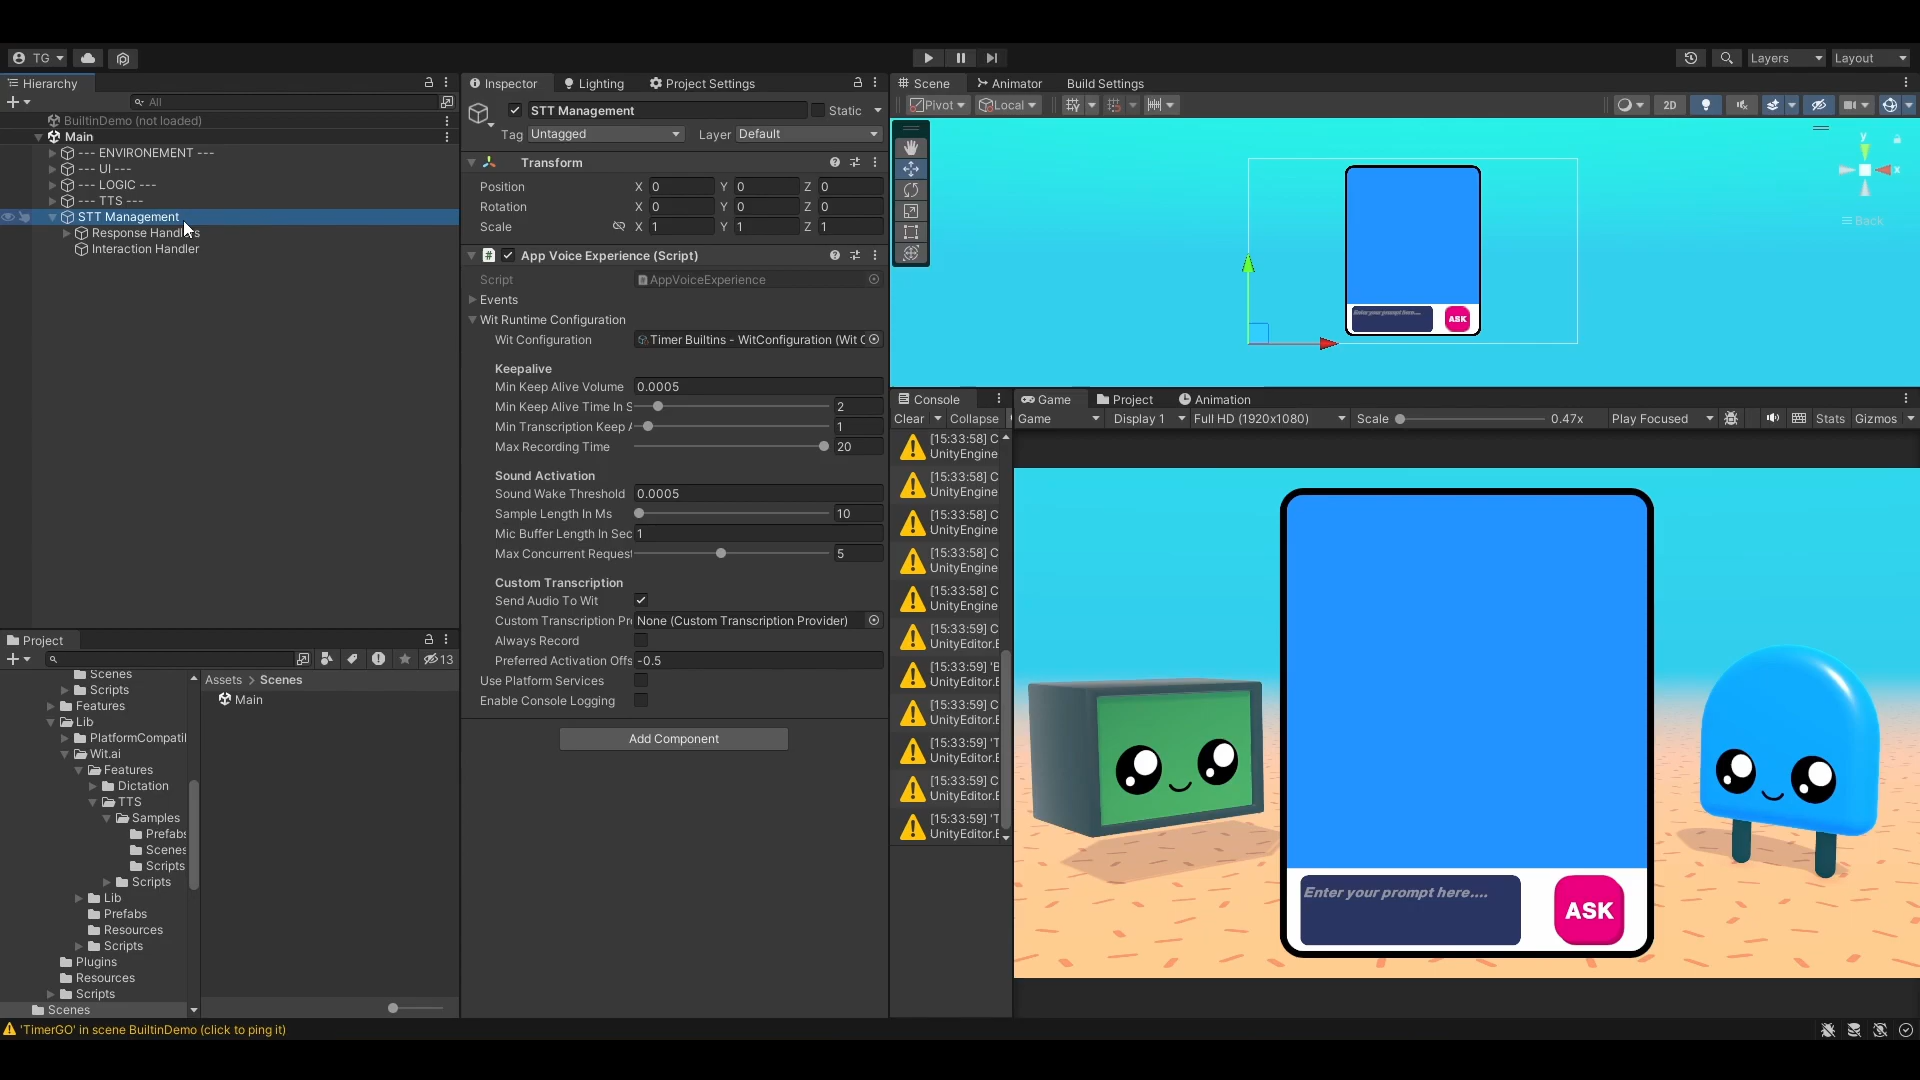 TG
Layers
Layout
Hierarchy
All
BuiltinDemo (not loaded)
Main
--- ENVIRONEMENT ---
--- UI ---
--- LOGIC ---
--- TTS ---
STT Management
Response Handl
s
Interaction Handler
Inspector
Lighting
Project Settings
STT Management
Static
Tag
Untagged
Layer
Default
Transform
Position
X 0
Y 0
Z 0
Rotation
X 0
Y 0
Z 0
Scale
X 1
Y 1
Z 1
App Voice Experience (Script)
Script
AppVoiceExperience
Events
Wit Runtime Configuration
Wit Configuration
Timer Builtins - WitConfiguration (Wit C
Keepalive
Min Keep Alive Volume
0.0005
Min Keep Alive Time In S
2
Min Transcription Keep A
1
Max Recording Time
20
Sound Activation
Sound Wake Threshold
0.0005
Sample Length In Ms
10
Mic Buffer Length In Sec
1
Max Concurrent Request
5
Custom Transcription
Send Audio To Wit
Custom Transcription Pr
None (Custom Transcription Provider)
Always Record
Preferred Activation Offs
-0.5
Use Platform Services
Enable Console Logging
Add Component
Scene
Animator
Build Settings
Pivot
Local
2D
y
x
Back
Enter your prompt here....
ASK
Console
Clear
Collapse
[15:33:58] C
UnityEngine
[15:33:58] C
UnityEngine
[15:33:58] C
UnityEngine
[15:33:58] C
UnityEngine
[15:33:58] C
UnityEngine
[15:33:59] C
UnityEditor.E
[15:33:59] 'B
UnityEditor.E
[15:33:59] C
UnityEditor.E
[15:33:59] 'T
UnityEditor.E
[15:33:59] C
UnityEditor.E
[15:33:59] 'T
UnityEditor.E
Game
Project
Animation
Game
Display 1
Full HD (1920x1080)
Scale
0.47x
Play Focused
Stats
Gizmos
Enter your prompt here....
ASK
Project
13
Scenes
Scripts
Features
Lib
PlatformCompatil
Wit.ai
Features
Dictation
TTS
Samples
Prefabs
Scenes
Scripts
Scripts
Lib
Prefabs
Resources
Scripts
Plugins
Resources
Scripts
Scenes
Assets > Scenes
Main
'TimerGO' in scene BuiltinDemo (click to ping it)